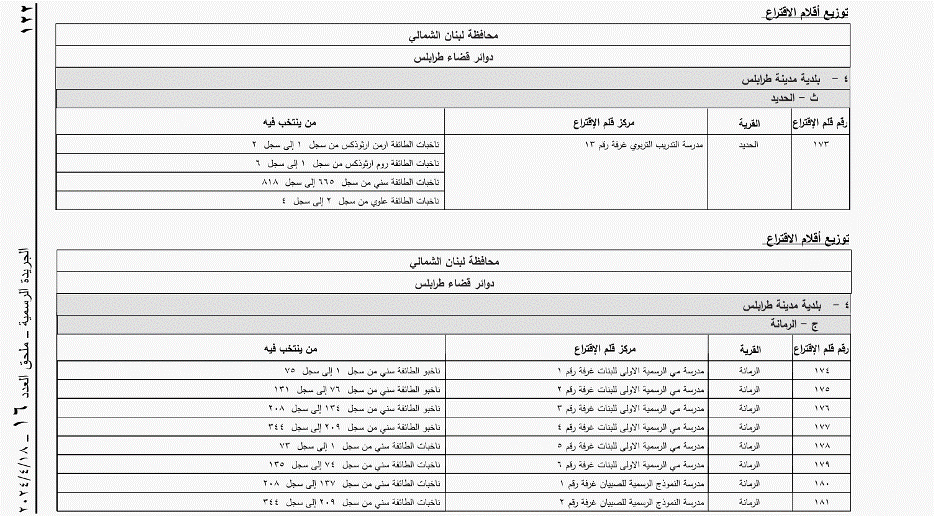 ١٢٢
الجريدة الرسمية - ملحق العدد ١٦ - ٢٠٢٤/٤/١٨
توزيع أقلام الاقتراع
محافظة لبنان الشمالي
دوائر قضاء طرابلس
٤ - بلدية مدينة طرابلس
ث - الحديد
رقم قلم الإقتراع القرية مركز قلم الإقتراع من ينتخب فيه
١٧٣ الحديد مدرسة التدريب التربوي غرفة رقم ١٣ ناخبات الطائفة ارمن ارثوذكس من سجل ١ إلى سجل ٢
ناخبات الطائفة روم ارثوذكس من سجل ١ إلى سجل ٦
ناخبات الطائفة سني من سجل ٦٦٥ إلى سجل ٨١٨
ناخبات الطائفة علوي من سجل ٢ إلى سجل ٤
توزيع أقلام الاقتراع
محافظة لبنان الشمالي
دوائر قضاء طرابلس
٤ - بلدية مدينة طرابلس
ج - الرمانة
رقم قلم الإقتراع القرية مركز قلم الإقتراع من ينتخب فيه
١٧٤ الرمانة مدرسة مي الرسمية الاولى للبنات غرفة رقم ١ ناخبو الطائفة سني من سجل ١ إلى سجل ٧٥
١٧٥ الرمانة مدرسة مي الرسمية الاولى للبنات غرفة رقم ٢ ناخبو الطائفة سني من سجل ٧٦ إلى سجل ١٣١
١٧٦ الرمانة مدرسة مي الرسمية الاولى للبنات غرفة رقم ٣ ناخبو الطائفة سني من سجل ١٣٤ إلى سجل ٢٠٨
١٧٧ الرمانة مدرسة مي الرسمية الاولى للبنات غرفة رقم ٤ ناخبو الطائفة سني من سجل ٢٠٩ إلى سجل ٣٤٤
١٧٨ الرمانة مدرسة مي الرسمية الاولى للبنات غرفة رقم ٥ ناخبات الطائفة سني من سجل ١ إلى سجل ٧٣
١٧٩ الرمانة مدرسة مي الرسمية الاولى للبنات غرفة رقم ٦ ناخبات الطائفة سني من سجل ٧٤ إلى سجل ١٣٥
١٨٠ الرمانة مدرسة النموذج الرسمية للصبيان غرفة رقم ١ ناخبات الطائفة سني من سجل ١٣٧ إلى سجل ٢٠٨
١٨١ الرمانة مدرسة النموذج الرسمية للصبيان غرفة رقم ٢ ناخبات الطائفة سني من سجل ٢٠٩ إلى سجل ٣٤٤